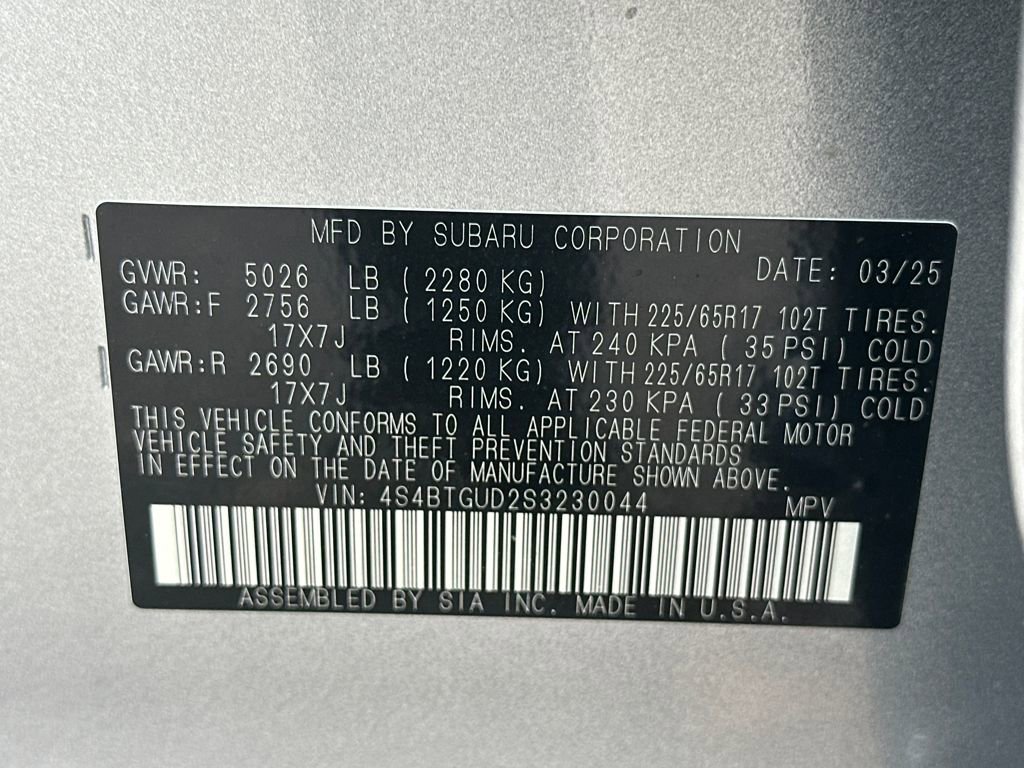 MFD BY SUBARU CORPORATION
DATE: 03/25
GVWR: 5026 LB ( 2280 KG)
GAWR:F 2756 LB ( 1250 KG) WITH 225/65R17 102T TIRES.
17X7J RIMS. AT 240 KPA ( 35 PSI) COLD
GAWR:R 2690 LB ( 1220 KG) WITH 225/65R17 102T TIRES.
17X7J RIMS. AT 230 KPA ( 33 PSI) COLD
THIS VEHICLE CONFORMS TO ALL APPLICABLE FEDERAL MOTOR
VEHICLE SAFETY AND THEFT PREVENTION STANDARDS
IN EFFECT ON THE DATE OF MANUFACTURE SHOWN ABOVE.
VIN: 4S4BTGUD2S3230044 MPV
ASSEMBLED BY SIA INC. MADE IN U.S.A.